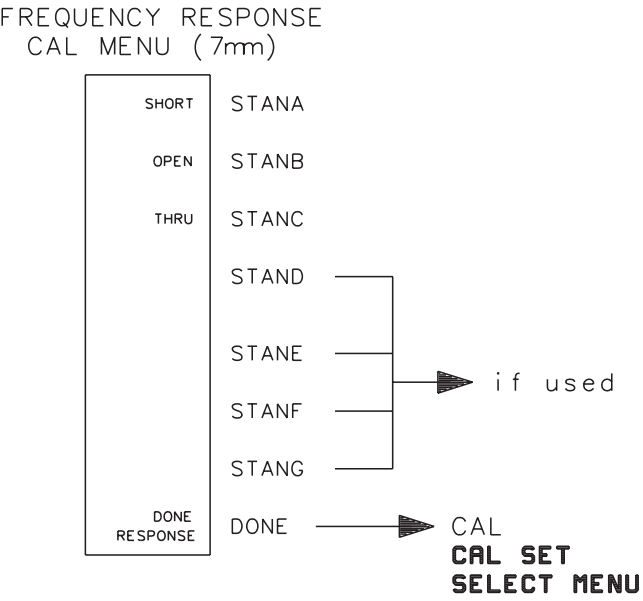 FREQUENCY RESPONSE
CAL MENU (7mm)
SHORT STANA
OPEN STANB
THRU STANC
STAND
STANE
if used
STANF
STANG
DONE
RESPONSE
DONE
CAL
CAL SET
SELECT MENU